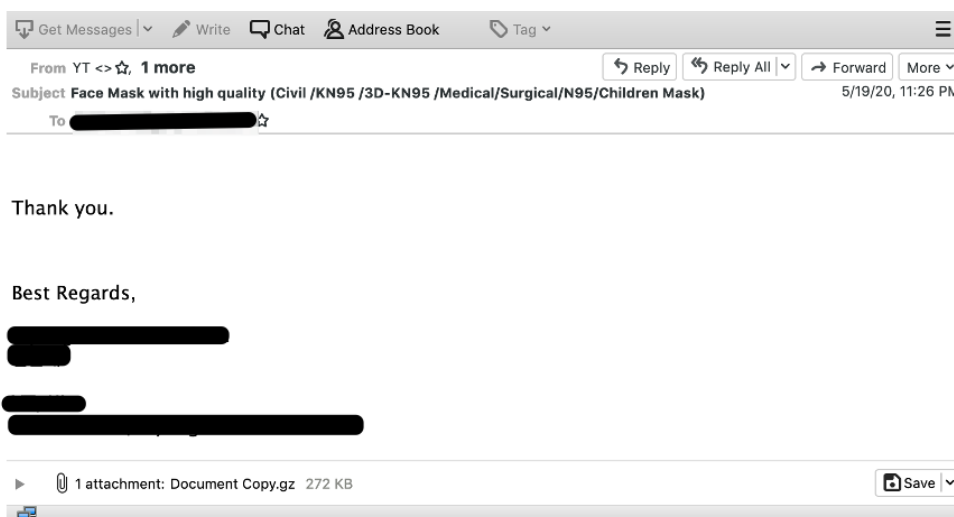 Get Messages Write Chat Address Book Tag
From YT <> , 1 more Reply Reply All Forward More
Subject Face Mask with high quality (Civil /KN95 /3D-KN95 /Medical/Surgical/N95/Children Mask) 5/19/20, 11:26 PM
To
Thank you.
Best Regards,
1 attachment: Document Copy.gz 272 KB Save